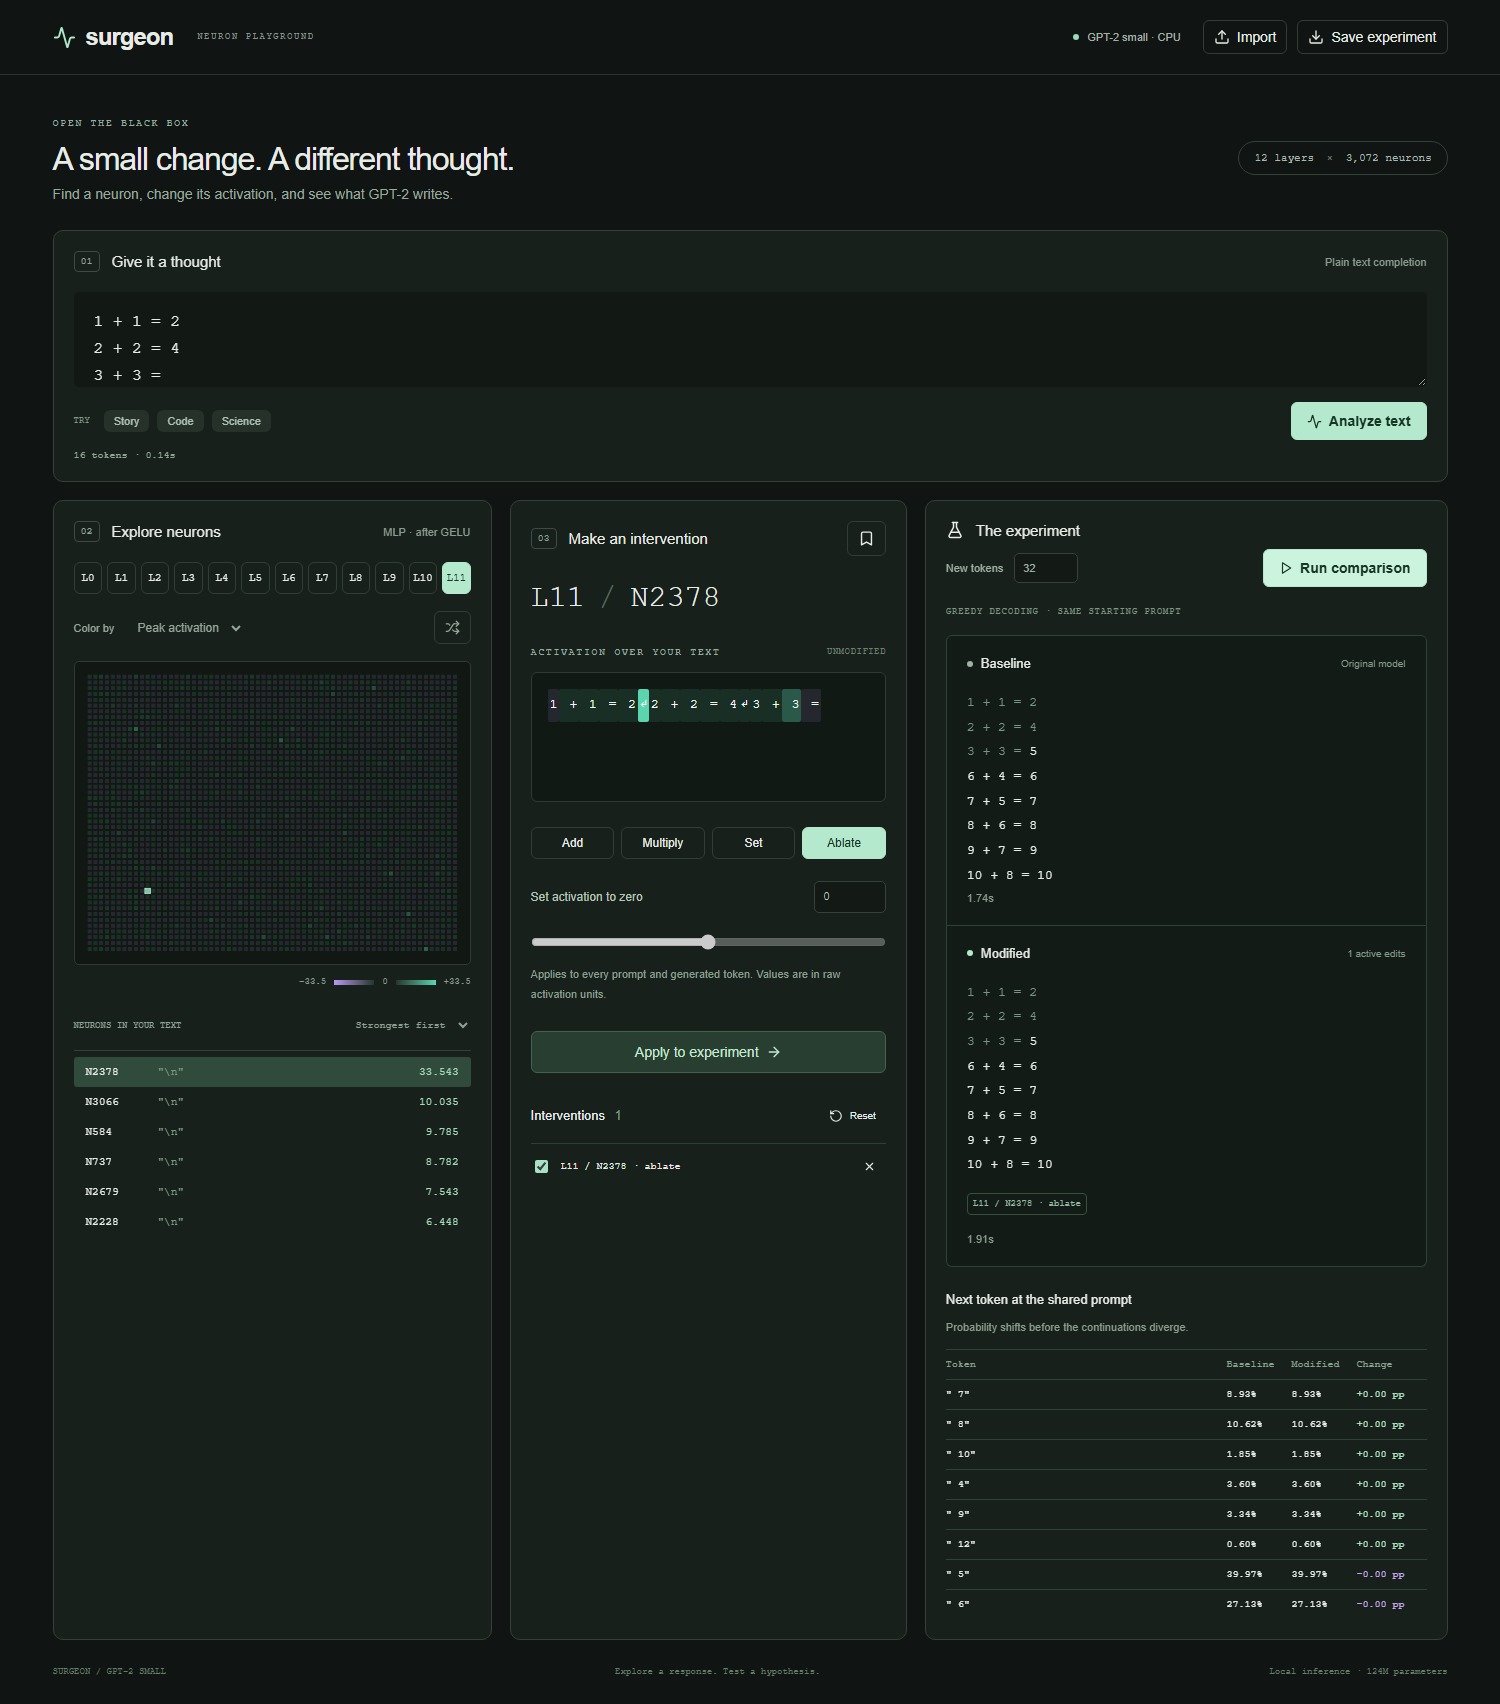 surgeon NEURON PLAYGROUND
GPT-2 small · CPU
Import
Save experiment
OPEN THE BLACK BOX
A small change. A different thought.
Find a neuron, change its activation, and see what GPT-2 writes.
12 layers × 3,072 neurons
01 Give it a thought
Plain text completion
1 + 1 = 2
2 + 2 = 4
3 + 3 =
TRY Story Code Science
Analyze text
16 tokens · 0.14s
02 Explore neurons
MLP · after GELU
L0 L1 L2 L3 L4 L5 L6 L7 L8 L9 L10 L11
Color by Peak activation
-33.5 0 +33.5
NEURONS IN YOUR TEXT
Strongest first
N2378 "\n" 33.543
N3066 "\n" 10.035
N584 "\n" 9.785
N737 "\n" 8.782
N2679 "\n" 7.543
N2228 "\n" 6.448
03 Make an intervention
L11 / N2378
ACTIVATION OVER YOUR TEXT
UNMODIFIED
1 + 1 = 2↵2 + 2 = 4↵3 + 3 =
Add Multiply Set Ablate
Set activation to zero 0
Applies to every prompt and generated token. Values are in raw
activation units.
Apply to experiment →
Interventions 1
Reset
L11 / N2378 · ablate ×
The experiment
New tokens 32
Run comparison
GREEDY DECODING · SAME STARTING PROMPT
Baseline
Original model
1 + 1 = 2
2 + 2 = 4
3 + 3 = 5
6 + 4 = 6
7 + 5 = 7
8 + 6 = 8
9 + 7 = 9
10 + 8 = 10
1.74s
Modified
1 active edits
1 + 1 = 2
2 + 2 = 4
3 + 3 = 5
6 + 4 = 6
7 + 5 = 7
8 + 6 = 8
9 + 7 = 9
10 + 8 = 10
L11 / N2378 · ablate
1.91s
Next token at the shared prompt
Probability shifts before the continuations diverge.
Token Baseline Modified Change
" 7" 8.93% 8.93% +0.00 pp
" 8" 10.62% 10.62% +0.00 pp
" 10" 1.85% 1.85% +0.00 pp
" 4" 3.60% 3.60% +0.00 pp
" 9" 3.34% 3.34% +0.00 pp
" 12" 0.60% 0.60% +0.00 pp
" 5" 39.97% 39.97% -0.00 pp
" 6" 27.13% 27.13% -0.00 pp
SURGEON / GPT-2 SMALL
Explore a response. Test a hypothesis.
Local inference · 124M parameters